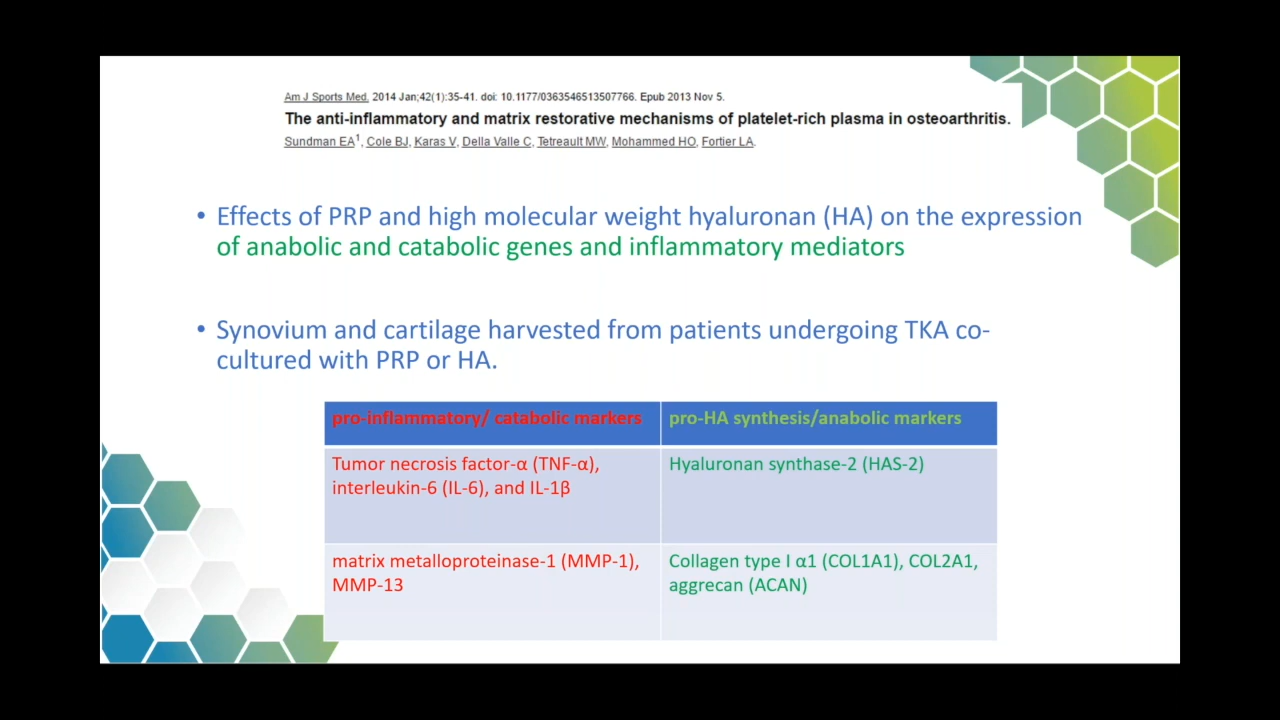 Am J Sports Med. 2014 Jan;42(1):35-41. doi: 10.1177/0363546513507766. Epub 2013 Nov 5.
The anti-inflammatory and matrix restorative mechanisms of platelet-rich plasma in osteoarthritis.
Sundman EA1, Cole BJ, Karas V, Della Valle C, Tetreault MW, Mohammed HO, Fortier LA.
• Effects of PRP and high molecular weight hyaluronan (HA) on the expression
of anabolic and catabolic genes and inflammatory mediators
• Synovium and cartilage harvested from patients undergoing TKA co-
cultured with PRP or HA.
pro-inflammatory/ catabolic markers
pro-HA synthesis/anabolic markers
Tumor necrosis factor-α (TNF-α),
interleukin-6 (IL-6), and IL-1β
Hyaluronan synthase-2 (HAS-2)
matrix metalloproteinase-1 (MMP-1),
MMP-13
Collagen type I α1 (COL1A1), COL2A1,
aggrecan (ACAN)